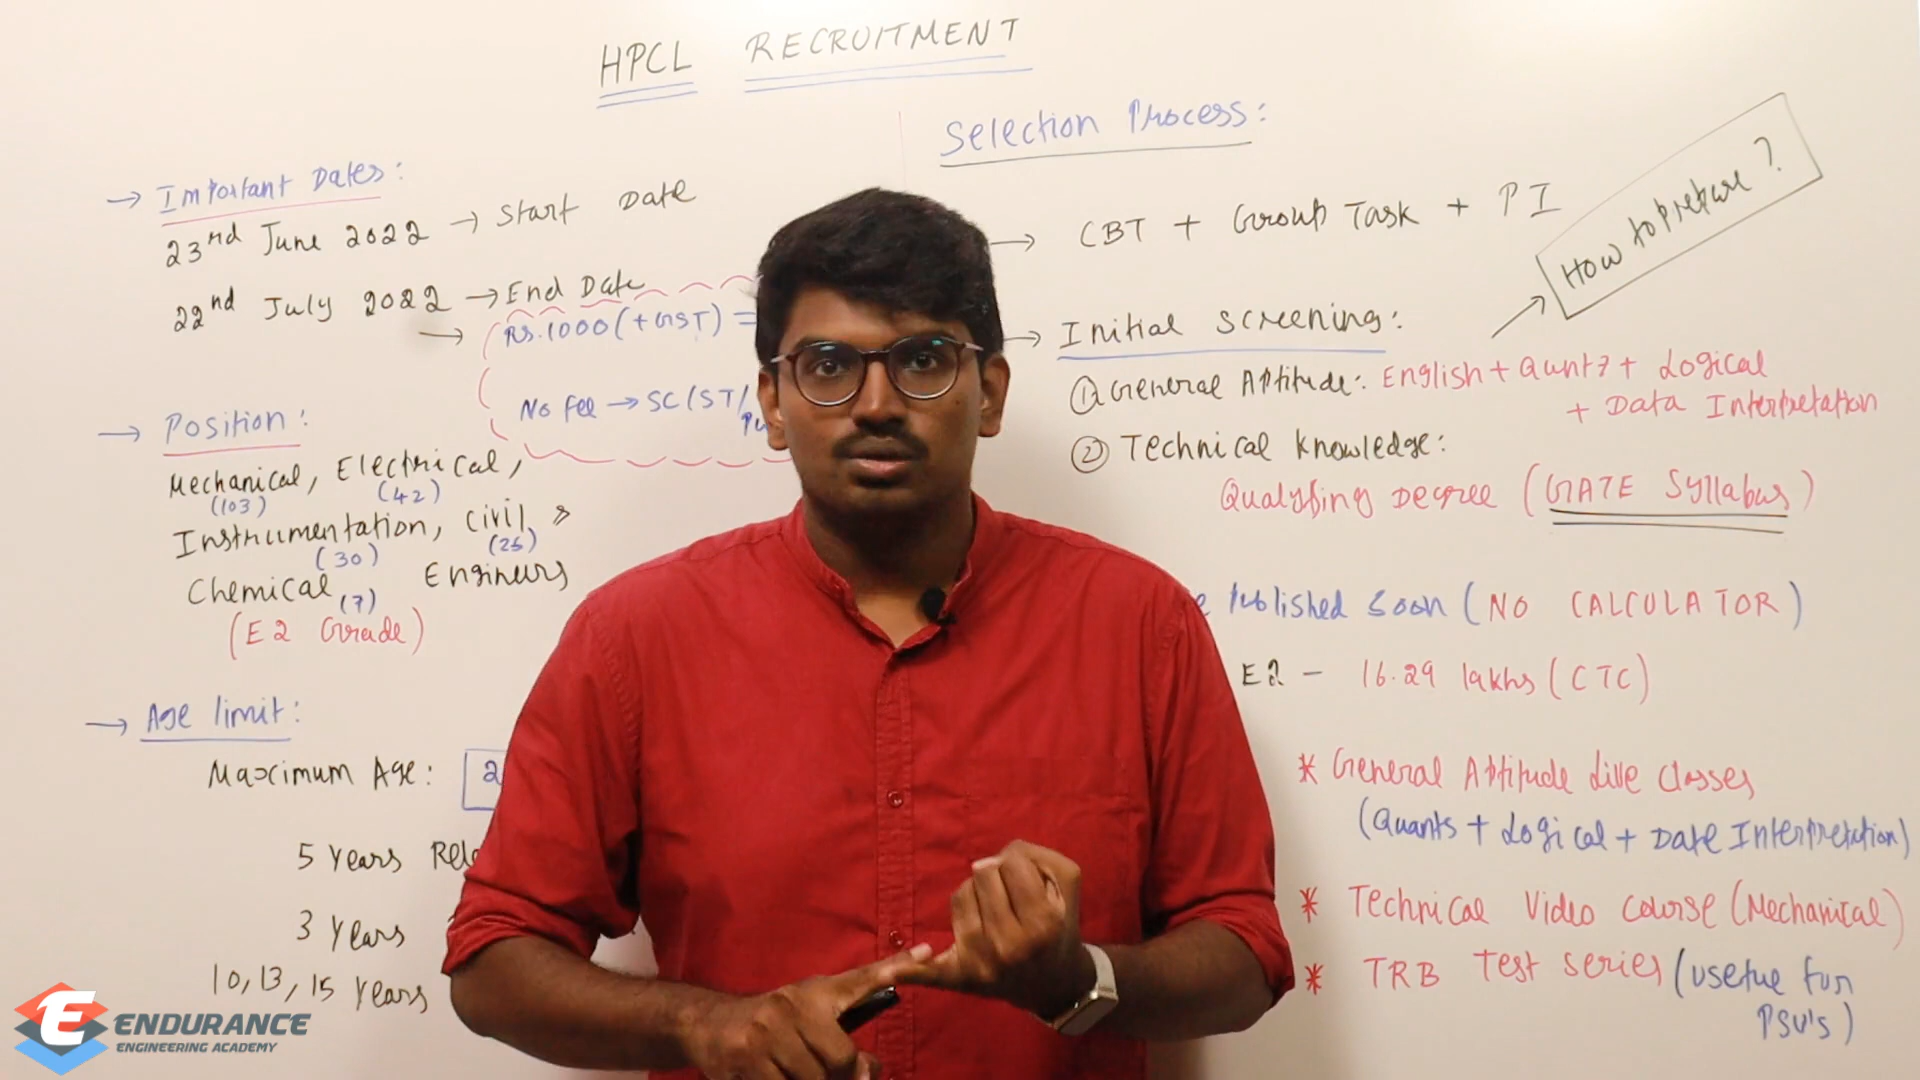 HPCL RECRUITMENT
→ Important Dates:
23rd June 2022 → Start Date
22nd July 2022 → End Date
→ Rs.1000 (+GST) =
No fee → SC/ST/
→ Position:
Mechanical, Electrical,
(103) (42)
Instrumentation, Civil &
(30) (25)
Chemical Engineers
(7)
(E2 Grade)
→ Age limit:
Maximum Age: 2
5 Years Rela
3 Years
10, 13, 15 Years
Selection Process:
→ CBT + Group Task + PI
How to prepare?
→ Initial Screening:
① General Aptitude: English + Quants + Logical
+ Data Interpretation
② Technical Knowledge:
Qualyfing Degree (GATE Syllabus)
e Published Soon (NO CALCULATOR)
E2 - 16.29 lakhs (CTC)
* General Aptitude Live Classes
(Quants + Logical + Date Interpretation)
* Technical Video Course (Mechanical)
* TRB Test Series (Useful for
PSU's)
E ENDURANCE
ENGINEERING ACADEMY